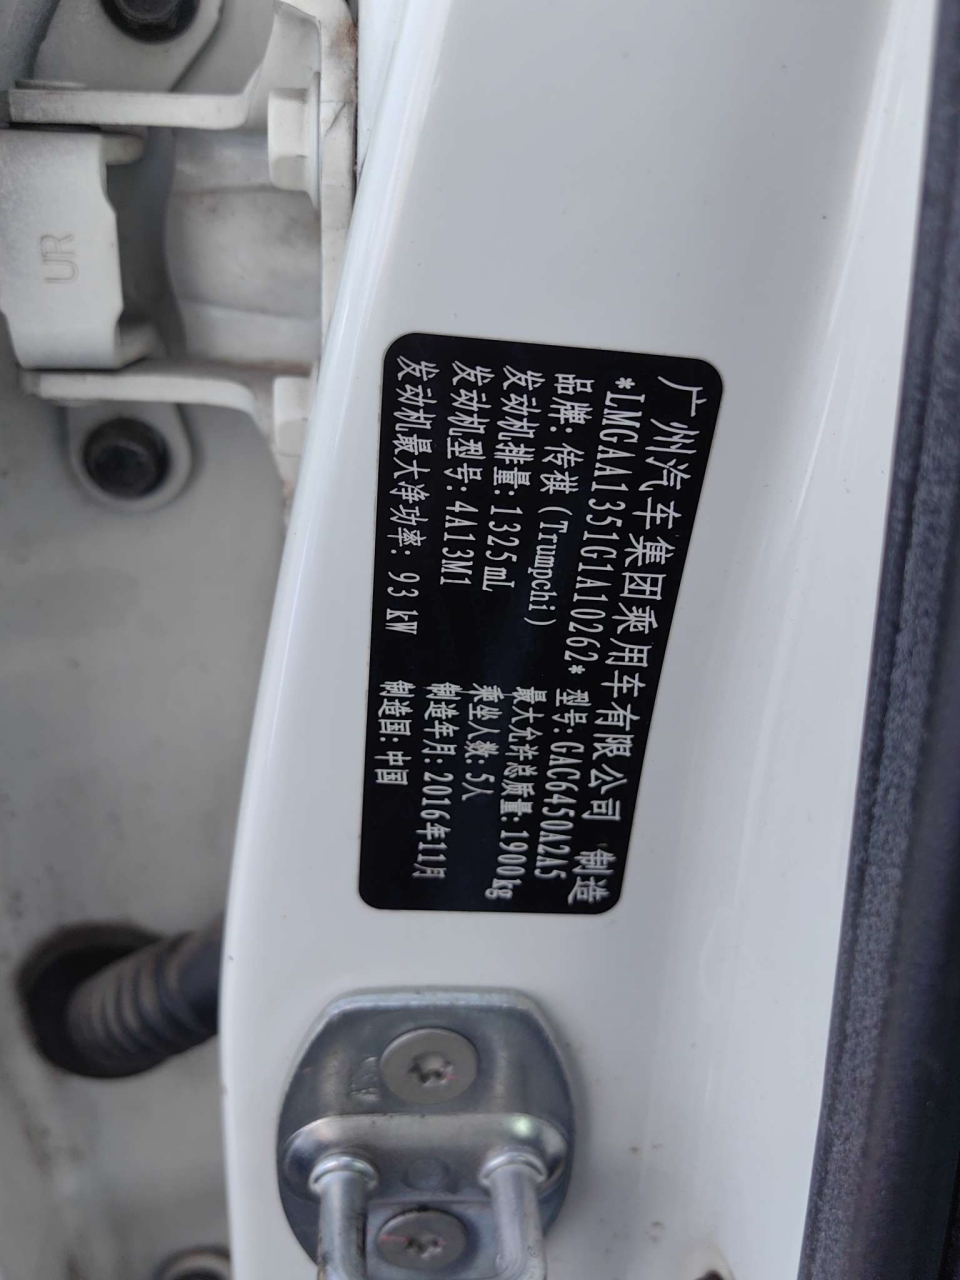 广州汽车集团乘用车有限公司 制造
*LMGAA1351G1A10262* 型号:GAC6450A2A5
品牌:传祺(Trumpchi) 最大允许总质量:1900kg
发动机排量:1325mL 乘坐人数:5人
发动机型号:4A13M1 制造年月:2016年11月
发动机最大净功率:93kW 制造国:中国
UR